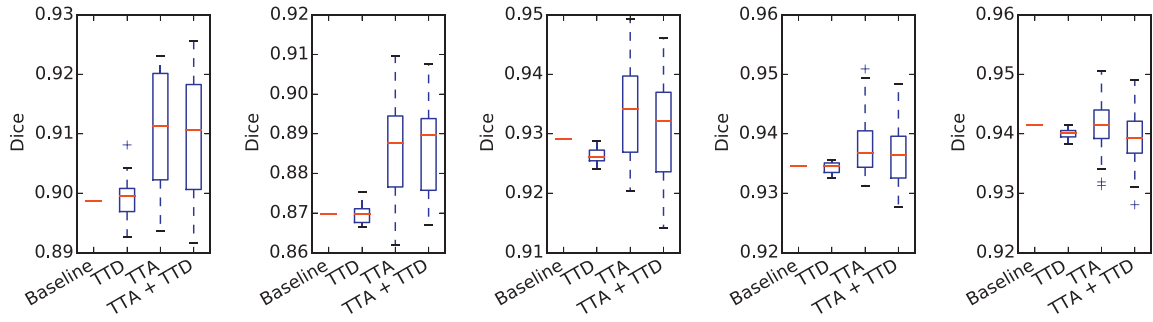 0.93
0.92
0.91
0.90
0.89
Dice
Baseline
TTD
TTA
TTA + TTD
0.92
0.91
0.90
0.89
0.88
0.87
0.86
Dice
Baseline
TTD
TTA
TTA + TTD
0.95
0.94
0.93
0.92
0.91
Dice
Baseline
TTD
TTA
TTA + TTD
0.96
0.95
0.94
0.93
0.92
Dice
Baseline
TTD
TTA
TTA + TTD
0.96
0.95
0.94
0.93
0.92
Dice
Baseline
TTD
TTA
TTA + TTD